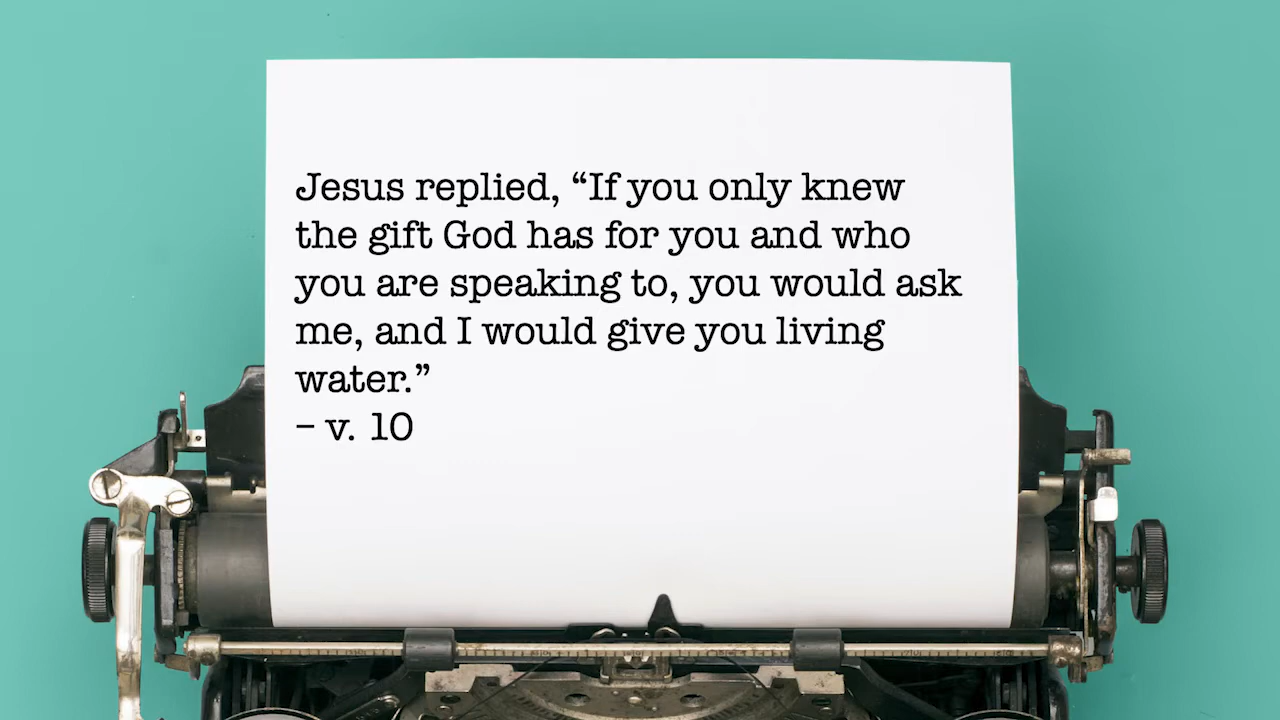 Jesus replied, “If you only knew
the gift God has for you and who
you are speaking to, you would ask
me, and I would give you living
water.”
– v. 10